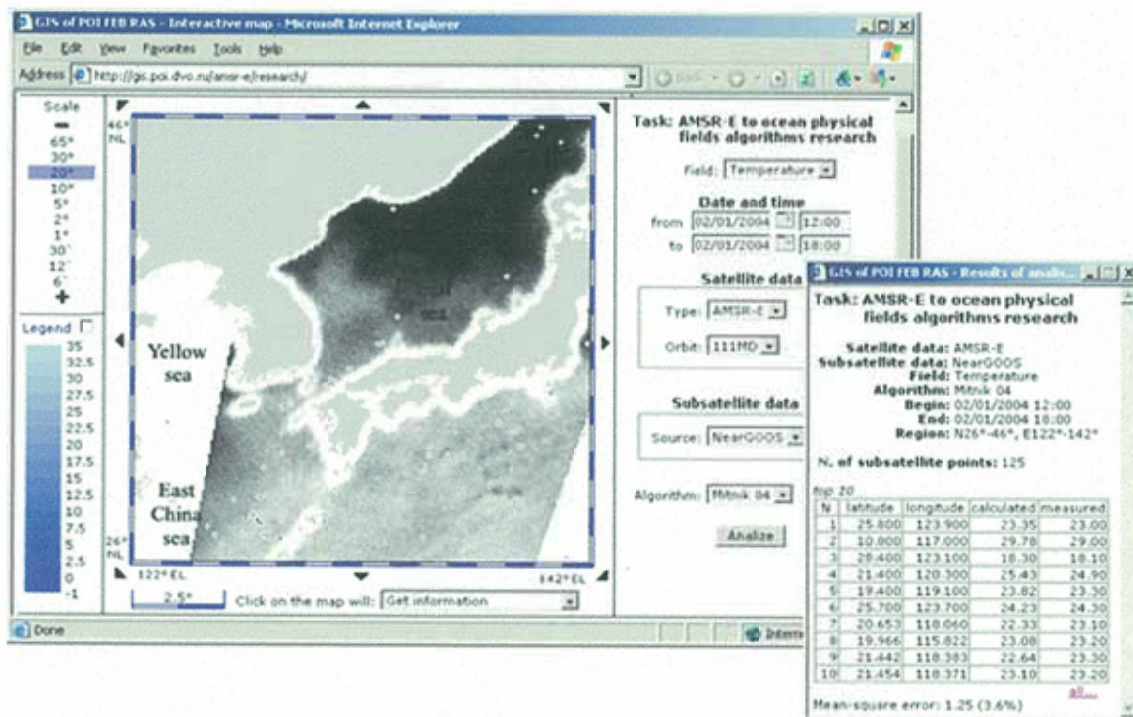 GIS of POI FEB RAS - Interactive map - Microsoft Internet Explorer
File Edit View Favorites Tools Help
Address http://gis.poi.dvo.ru/amsr-e/research/
Back
Scale
65°
30°
20°
10°
5°
2°
1°
30`
12`
6`
Legend
35
32.5
30
27.5
25
22.5
20
17.5
15
12.5
10
7.5
5
2.5
0
-1
46°
NL
Yellow
sea
sea
East
China
sea
26°
NL
122°EL
142°EL
2.5°
Click on the map will: Get information
Task: AMSR-E to ocean physical
fields algorithms research
Field: Temperature
Date and time
from 02/01/2004 12:00
to 02/01/2004 18:00
Satellite data
Type: AMSR-E
Orbit: 111MD
Subsatellite data
Source: NearGOOS
Algorithm: Mitnik 04
Analize
Done
Intern
GIS of POI FEB RAS - Results of analis...
Task: AMSR-E to ocean physical
fields algorithms research
Satellite data: AMSR-E
Subsatellite data: NearGOOS
Field: Temperature
Algorithm: Mitnik 04
Begin: 02/01/2004 12:00
End: 02/01/2004 18:00
Region: N26°-46°, E122°-142°
N. of subsatellite points: 125
top 20
N latitude longitude calculated measured
1 25.800 123.900 23.35 23.00
2 10.800 117.000 29.78 29.00
3 28.400 123.100 18.30 18.10
4 21.400 120.300 25.43 24.90
5 19.400 119.100 23.82 23.30
6 25.700 123.700 24.23 24.30
7 20.653 118.060 22.33 23.10
8 19.966 115.822 23.08 23.20
9 21.442 118.383 22.64 23.30
10 21.454 118.371 23.10 23.20
all...
Mean-square error: 1.25 (3.6%)